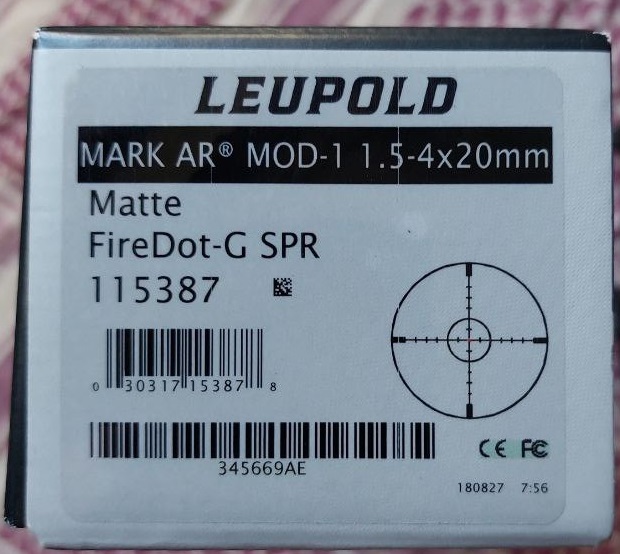 LEUPOLD
MARK AR® MOD-1 1.5-4x20mm
Matte
FireDot-G SPR
115387
0 30317 15387 8
345669AE
CE FC
180827 7:56